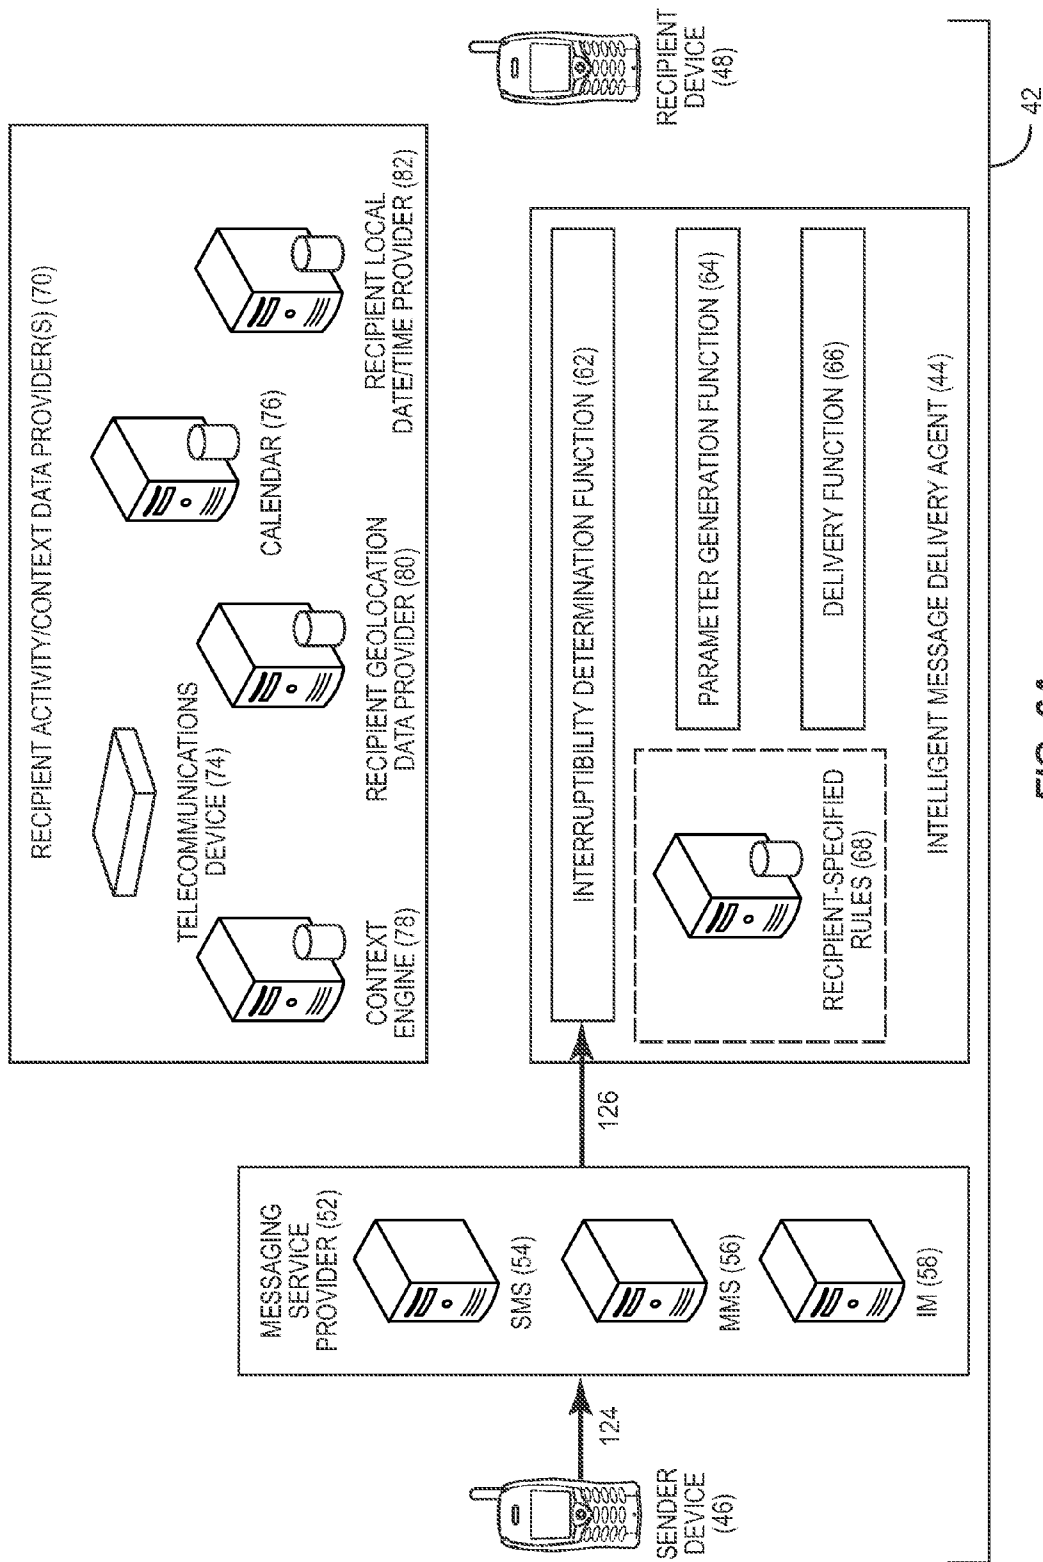 RECIPIENT ACTIVITY/CONTEXT DATA PROVIDER(S) (70)
TELECOMMUNICATIONS
DEVICE (74)
CALENDAR (76)
CONTEXT
ENGINE (78)
RECIPIENT GEOLOCATION
DATA PROVIDER (80)
RECIPIENT LOCAL
DATE/TIME PROVIDER (82)
MESSAGING
SERVICE
PROVIDER (52)
SMS (54)
MMS (56)
IM (58)
SENDER
DEVICE
(46)
124
126
INTERRUPTIBILITY DETERMINATION FUNCTION (62)
PARAMETER GENERATION FUNCTION (64)
DELIVERY FUNCTION (66)
RECIPIENT-SPECIFIED
RULES (68)
INTELLIGENT MESSAGE DELIVERY AGENT (44)
RECIPIENT
DEVICE
(48)
42